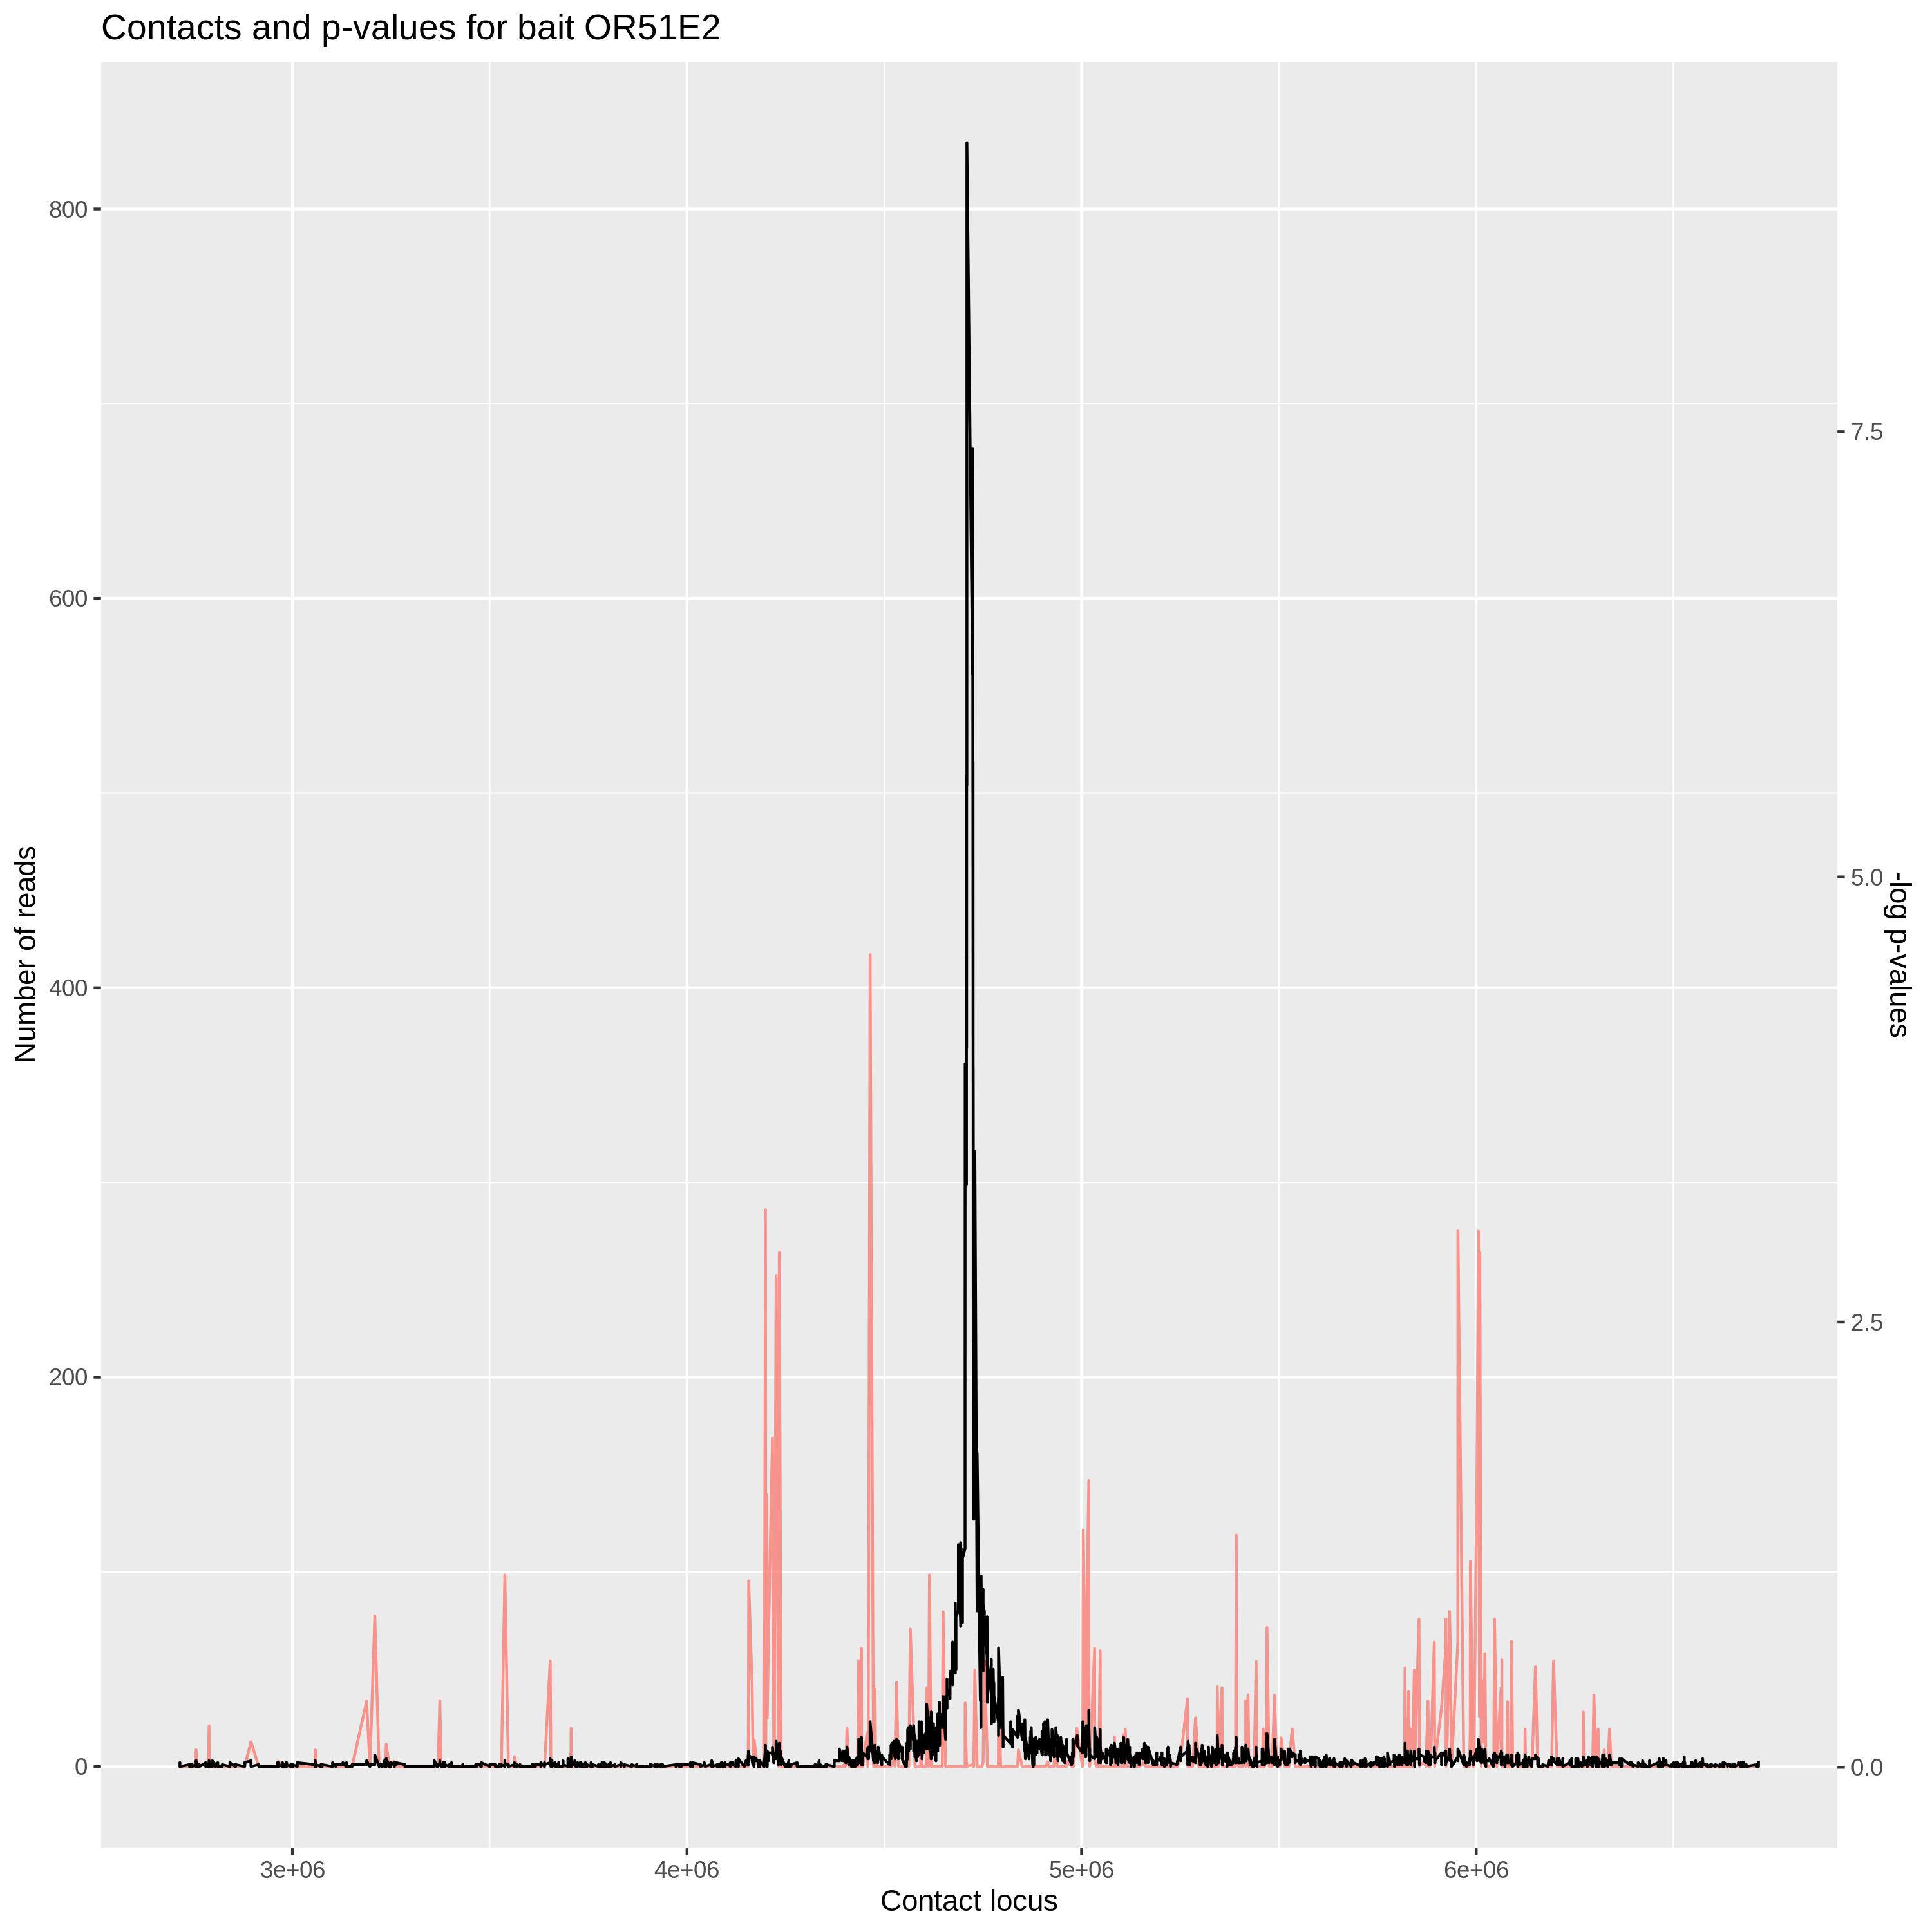 Contacts and p-values for bait OR51E2
800
600
400
200
0
Number of reads
7.5
5.0
2.5
0.0
-log p-values
3e+06
4e+06
5e+06
6e+06
Contact locus